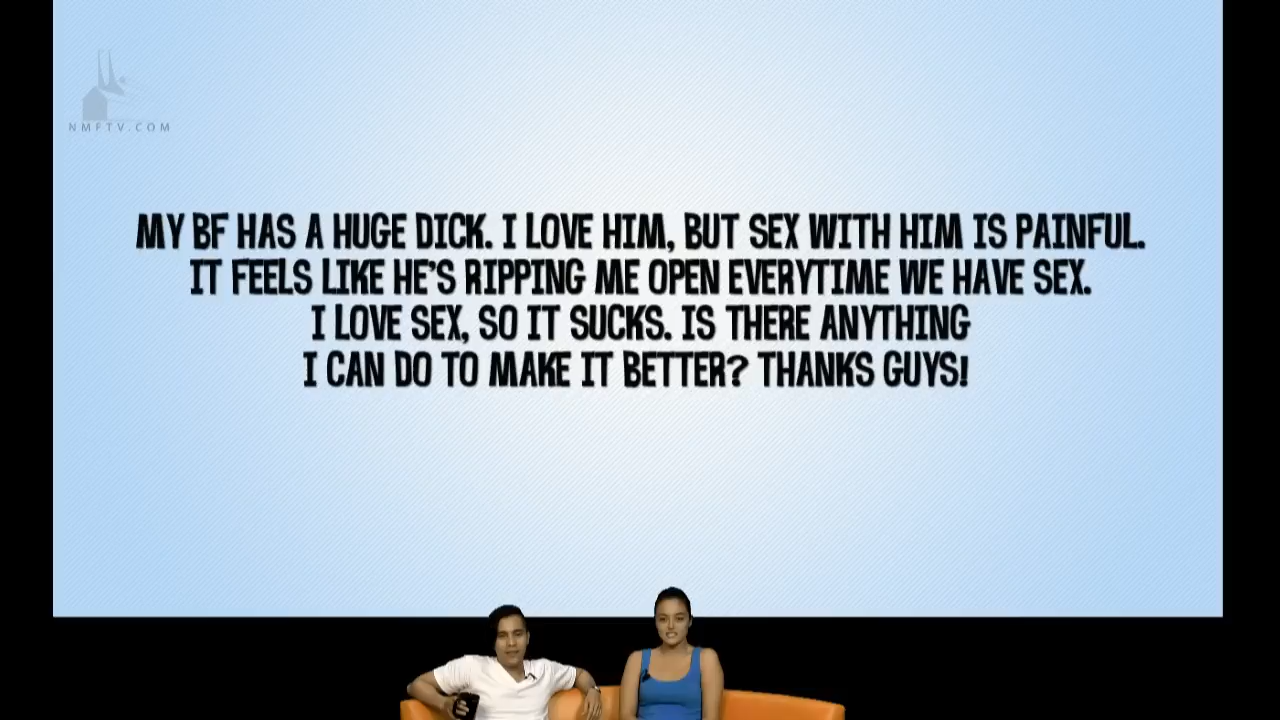 NMFTV.COM
MY BF HAS A HUGE DICK. I LOVE HIM, BUT SEX WITH HIM IS PAINFUL.
IT FEELS LIKE HE'S RIPPING ME OPEN EVERYTIME WE HAVE SEX.
I LOVE SEX, SO IT SUCKS. IS THERE ANYTHING
I CAN DO TO MAKE IT BETTER? THANKS GUYS!